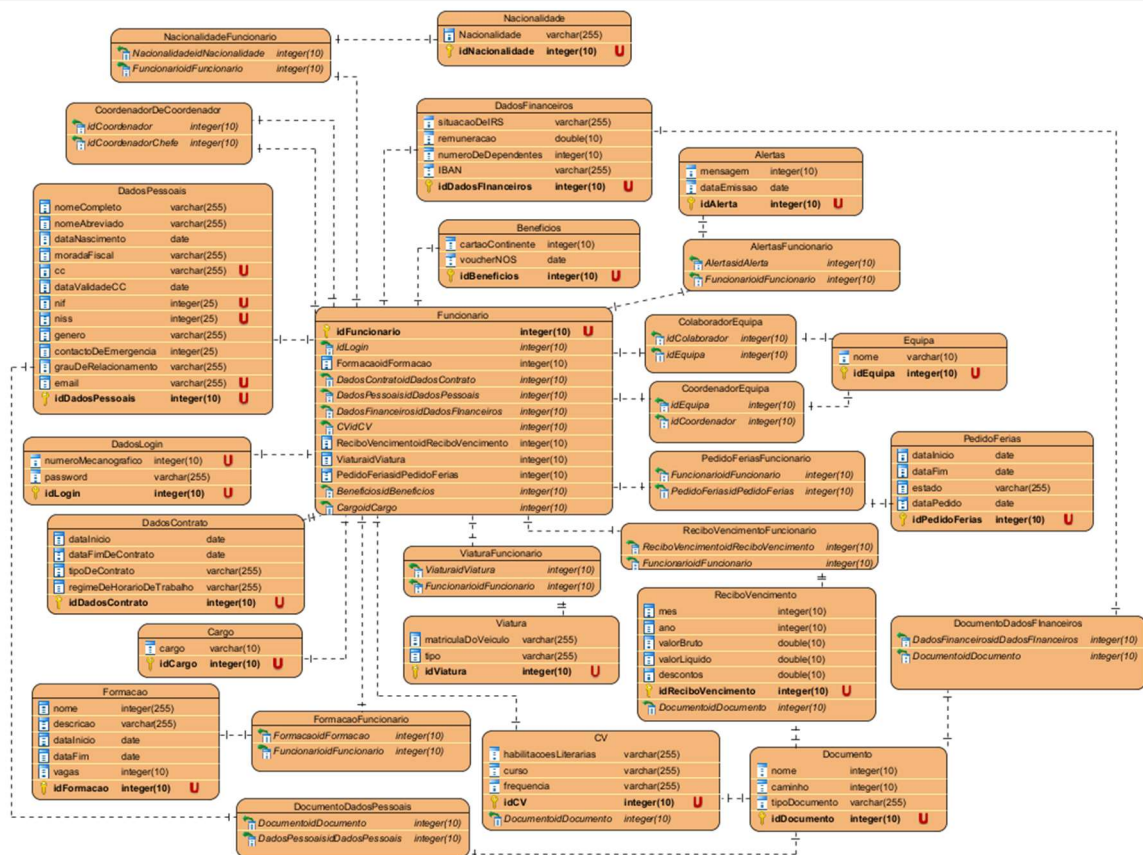 Nacionalidade
Nacionalidade varchar(255)
idNacionalidade integer(10) U
NacionalidadeFuncionario
NacionalidadeidNacionalidade integer(10)
FuncionarioidFuncionario integer(10)
CoordenadorDeCoordenador
idCoordenador integer(10)
idCoordenadorChefe integer(10)
DadosFinanceiros
situacaoDeIRS varchar(255)
remuneracao double(10)
numeroDeDependentes integer(10)
IBAN varchar(255)
idDadosFInanceiros integer(10) U
Alertas
mensagem integer(10)
dataEmissao date
idAlerta integer(10) U
DadosPessoais
nomeCompleto varchar(255)
nomeAbreviado varchar(255)
dataNascimento date
moradaFiscal varchar(255)
cc varchar(255) U
dataValidadeCC date
nif integer(25) U
niss integer(25) U
genero varchar(255)
contactoDeEmergencia integer(25)
grauDeRelacionamento varchar(255)
email varchar(255) U
idDadosPessoais integer(10) U
Beneficios
cartaoContinente integer(10)
voucherNOS date
idBeneficios integer(10) U
AlertasFuncionario
AlertasidAlerta integer(10)
FuncionarioidFuncionario integer(10)
Funcionario
idFuncionario integer(10) U
idLogin integer(10)
FormacaoidFormacao integer(10)
DadosContratoidDadosContrato integer(10)
DadosPessoaisidDadosPessoais integer(10)
DadosFinanceirosidDadosFInanceiros integer(10)
CVidCV integer(10)
ReciboVencimentoidReciboVencimento integer(10)
ViaturaidViatura integer(10)
PedidoFeriasidPedidoFerias integer(10)
BeneficiosidBeneficios integer(10)
CargoidCargo integer(10)
ColaboradorEquipa
idColaborador integer(10)
idEquipa integer(10)
Equipa
nome varchar(10)
idEquipa integer(10) U
CoordenadorEquipa
idEquipa integer(10)
idCoordenador integer(10)
DadosLogin
numeroMecanografico integer(10) U
password varchar(255)
idLogin integer(10) U
PedidoFeriasFuncionario
FuncionarioidFuncionario integer(10)
PedidoFeriasidPedidoFerias integer(10)
PedidoFerias
dataInicio date
dataFim date
estado varchar(255)
dataPedido date
idPedidoFerias integer(10) U
DadosContrato
dataInicio date
dataFimDeContrato date
tipoDeContrato varchar(255)
regimeDeHorarioDeTrabalho varchar(255)
idDadosContrato integer(10) U
ReciboVencimentoFuncionario
ReciboVencimentoidReciboVencimento integer(10)
FuncionarioidFuncionario integer(10)
ViaturaFuncionario
ViaturaidViatura integer(10)
FuncionarioidFuncionario integer(10)
ReciboVencimento
mes integer(10)
ano integer(10)
valorBruto double(10)
valorLiquido double(10)
descontos double(10)
idReciboVencimento integer(10) U
DocumentoidDocumento integer(10)
Viatura
matriculaDoVeiculo varchar(255)
tipo varchar(255)
idViatura integer(10) U
DocumentoDadosFInanceiros
DadosFinanceirosidDadosFInanceiros integer(10)
DocumentoidDocumento integer(10)
Cargo
cargo varchar(10)
idCargo integer(10) U
Formacao
nome integer(255)
descricao varchar(255)
dataInicio date
dataFim date
vagas integer(10)
idFormacao integer(10) U
FormacaoFuncionario
FormacaoidFormacao integer(10)
FuncionarioidFuncionario integer(10)
CV
habilitacoesLiterarias varchar(255)
curso varchar(255)
frequencia varchar(255)
idCV integer(10) U
DocumentoidDocumento integer(10)
Documento
nome integer(10)
caminho integer(10)
tipoDocumento varchar(255)
idDocumento integer(10) U
DocumentoDadosPessoais
DocumentoidDocumento integer(10)
DadosPessoaisidDadosPessoais integer(10)